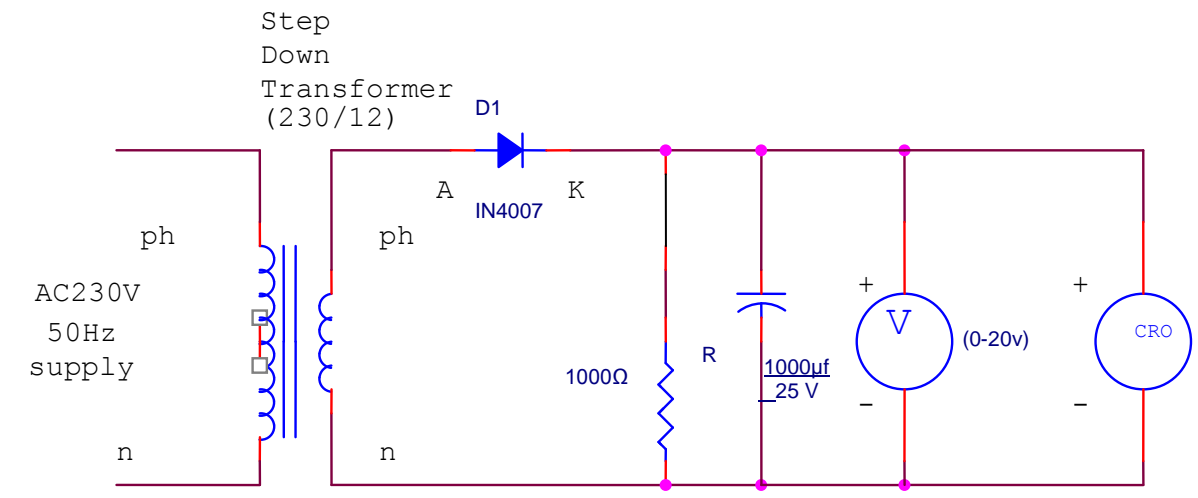 Step
Down
Transformer
(230/12)
D1
A
K
IN4007
ph
ph
AC230V
50Hz
supply
n
n
1000Ω
R
1000µf
25 V
+
V
(0-20v)
−
+
CRO
−